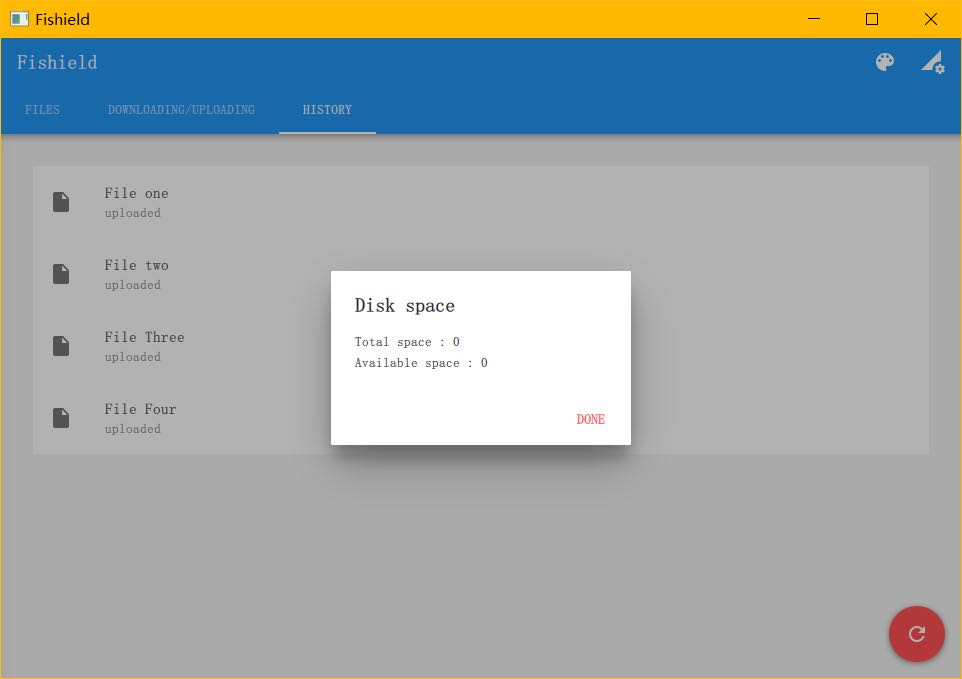 Fishield
Fishield
FILES DOWNLOADING/UPLOADING HISTORY
File one
uploaded
File two
uploaded
File Three
uploaded
File Four
uploaded
Disk space
Total space : 0
Available space : 0
DONE